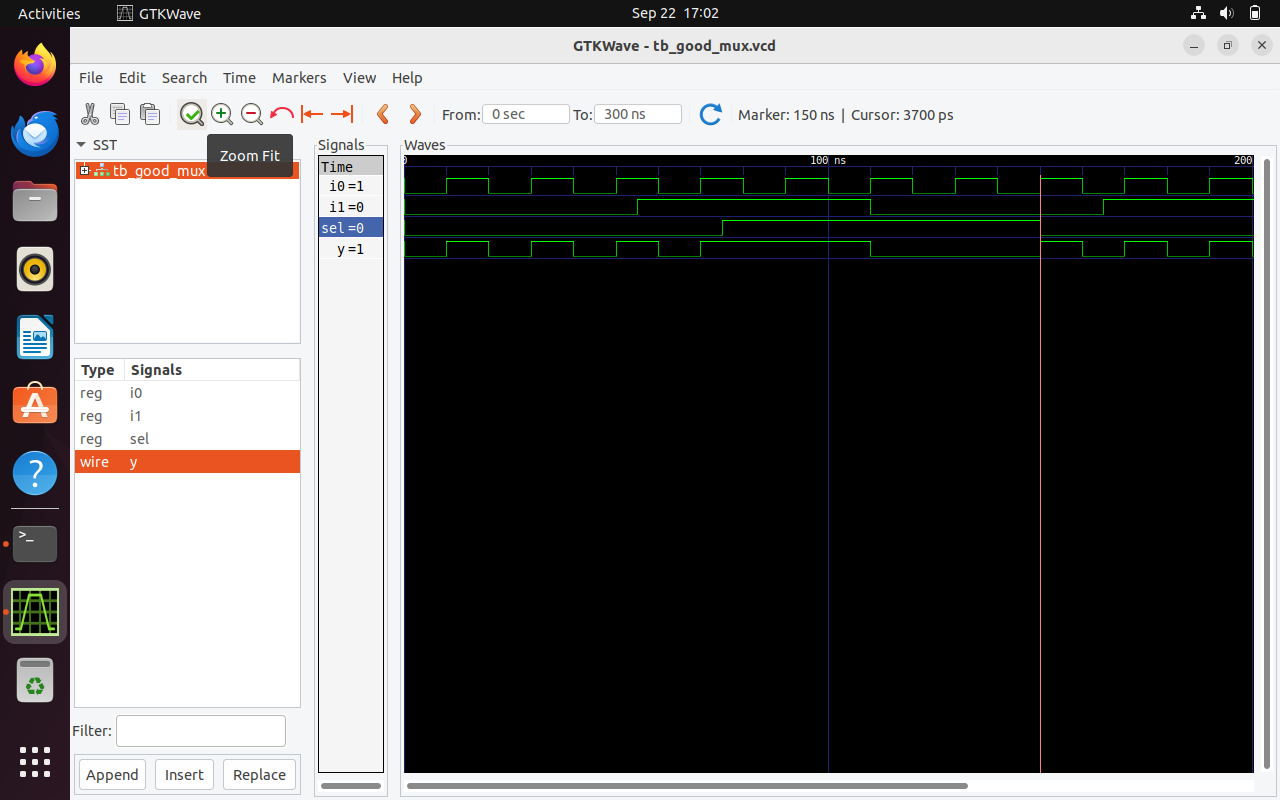 Activities
GTKWave
Sep 22 17:02
GTKWave - tb_good_mux.vcd
File Edit Search Time Markers View Help
From: 0 sec To: 300 ns Marker: 150 ns | Cursor: 3700 ps
SST
Zoom Fit
tb_good_mux
Type Signals
reg i0
reg i1
reg sel
wire y
Filter:
Append Insert Replace
Signals
Time
i0=1
i1=0
sel=0
y=1
Waves
0 100 ns 200